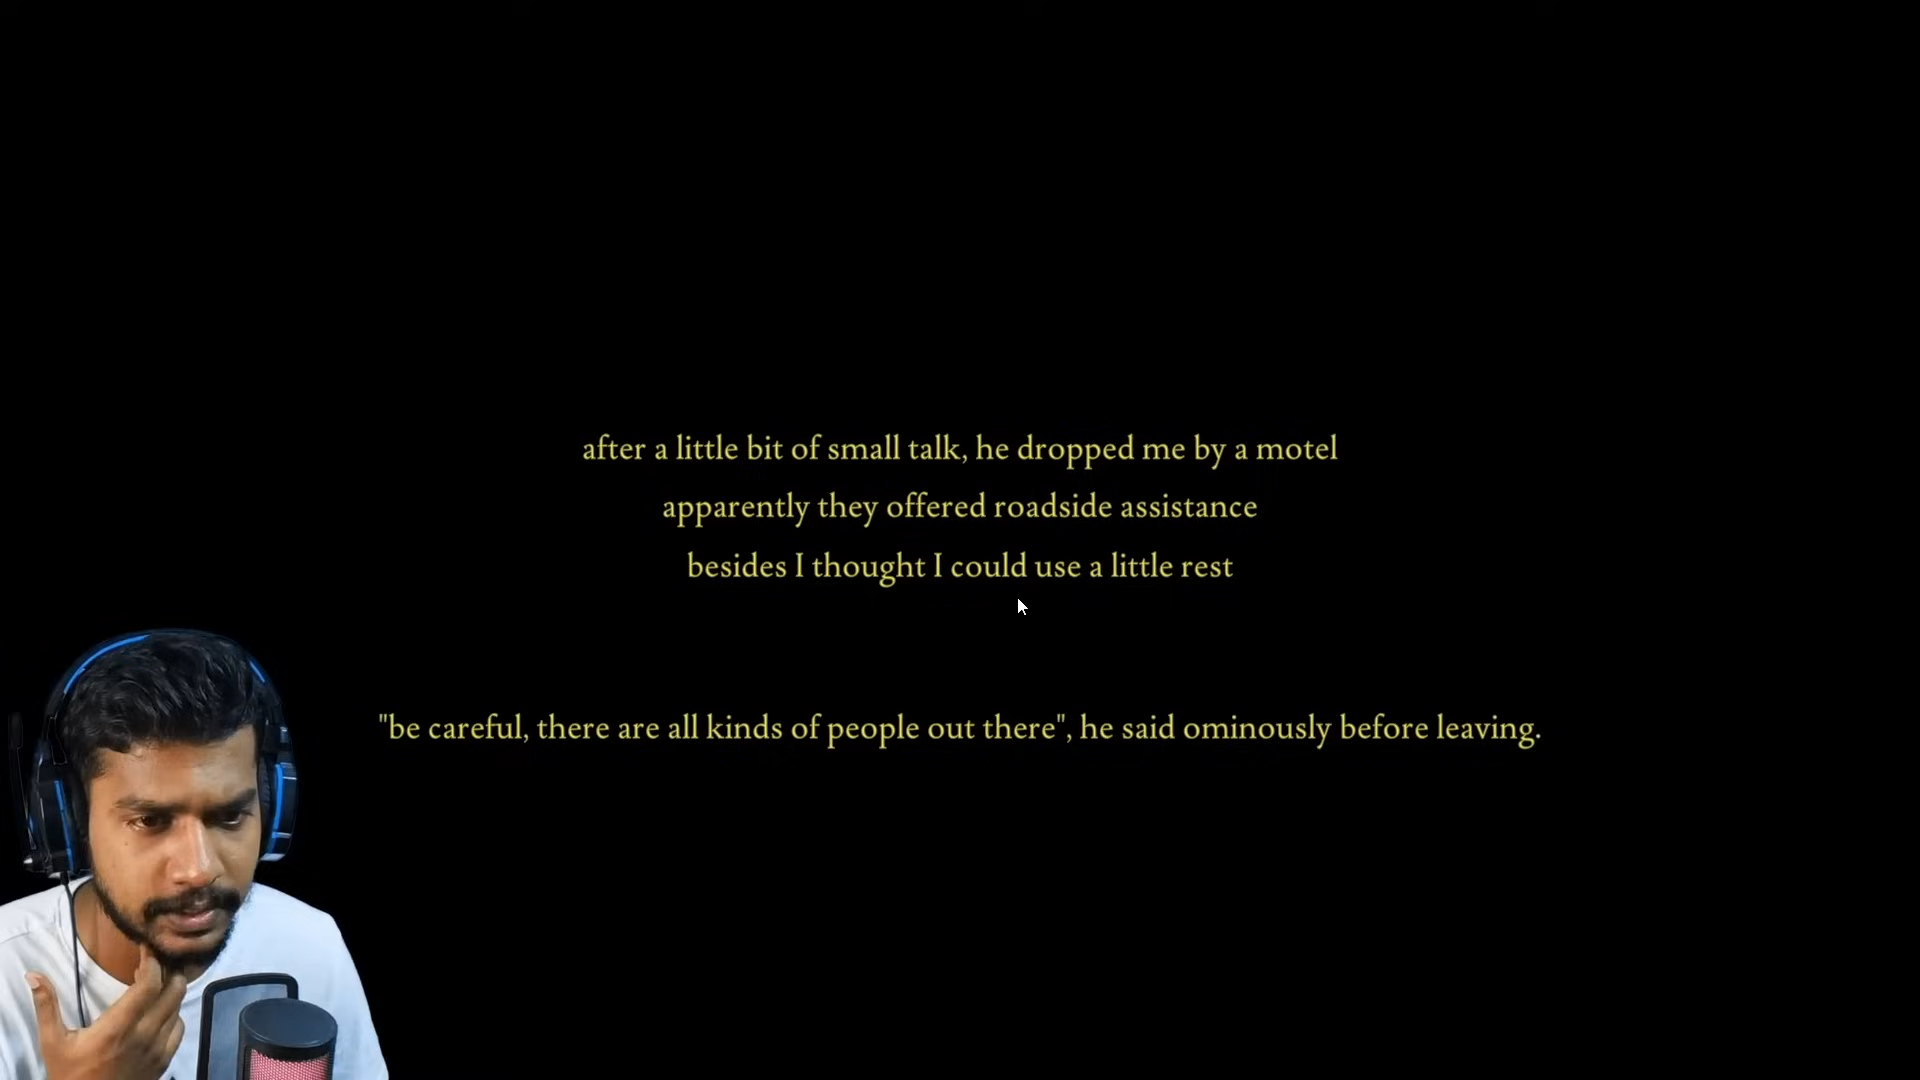 after a little bit of small talk, he dropped me by a motel
apparently they offered roadside assistance
besides I thought I could use a little rest
"be careful, there are all kinds of people out there", he said ominously before leaving.